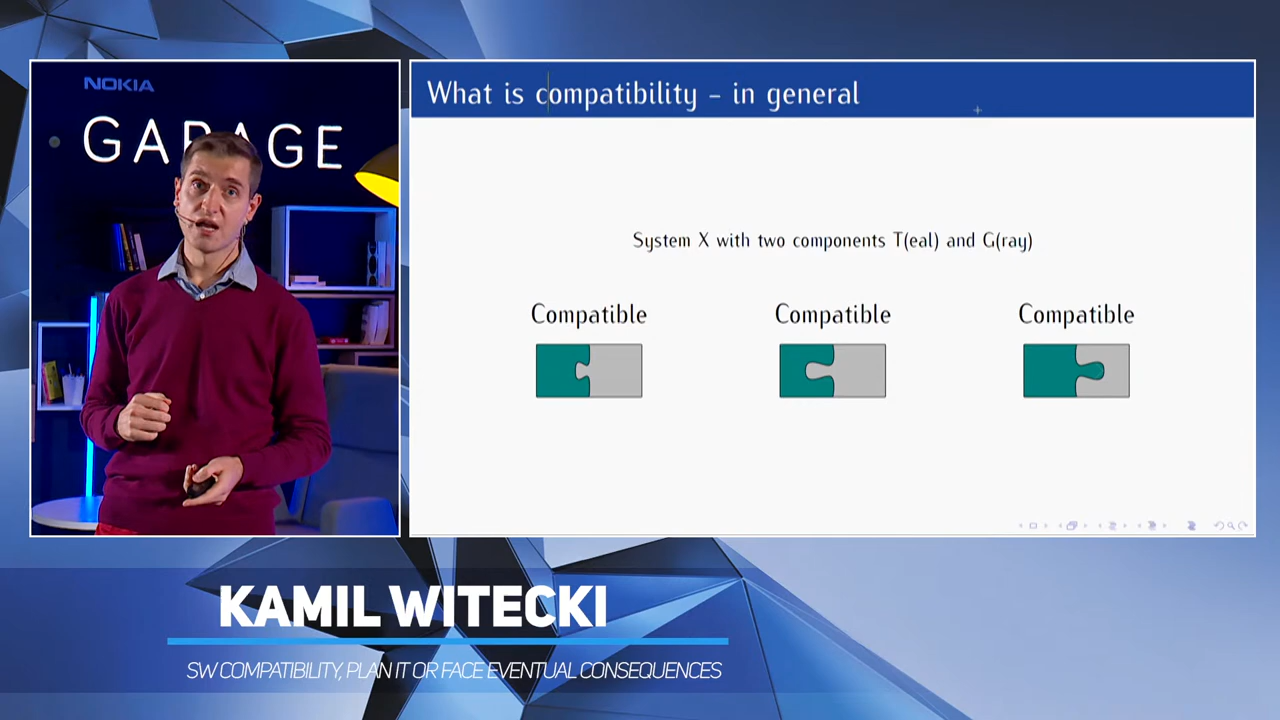 NOKIA
GARAGE
What is compatibility – in general
System X with two components T(eal) and G(ray)
Compatible Compatible Compatible
KAMIL WITECKI
SW COMPATIBILITY, PLAN IT OR FACE EVENTUAL CONSEQUENCES